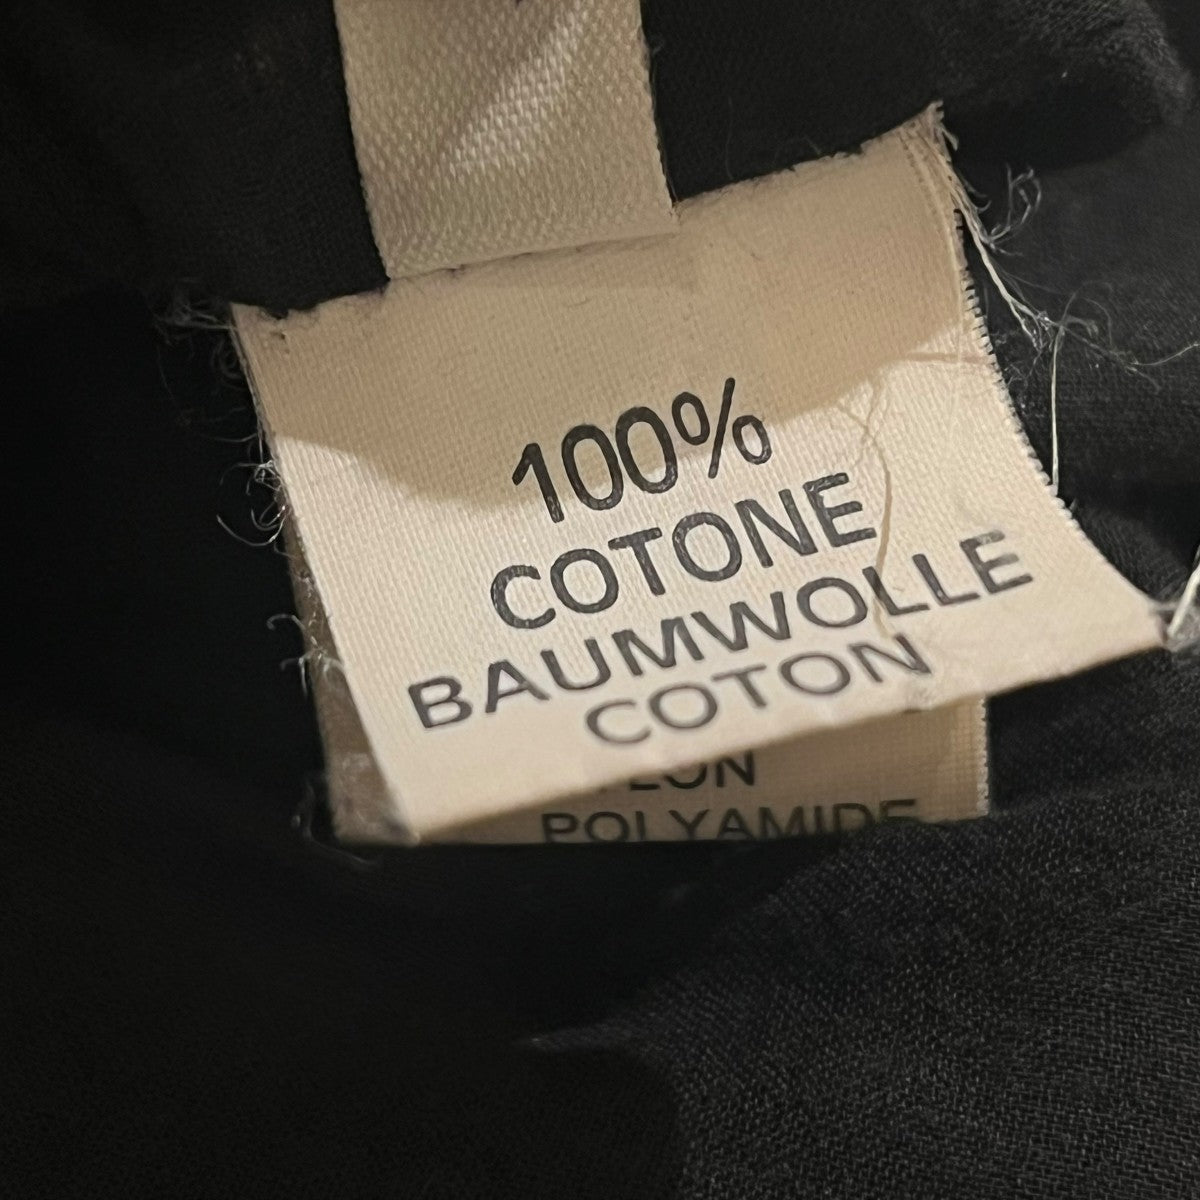 100%
COTONE
BAUMWOLLE
COTON
POLYAMIDE